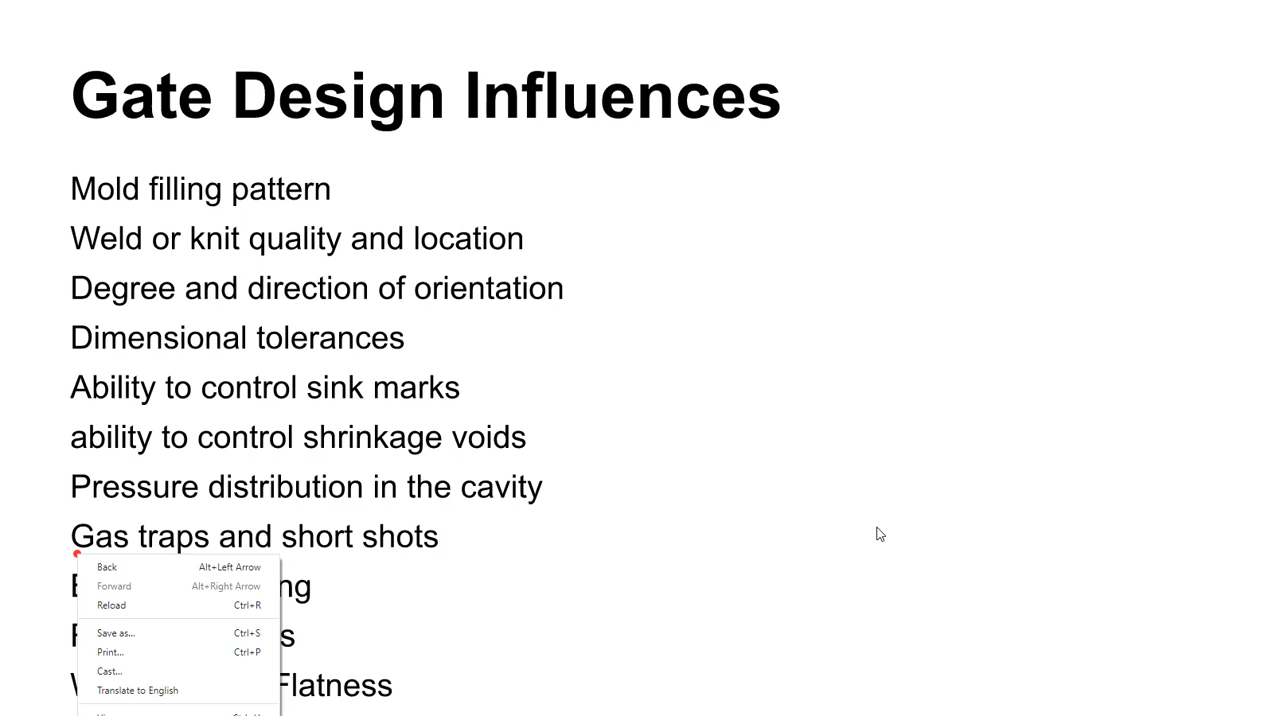 Gate Design Influences
Mold filling pattern
Weld or knit quality and location
Degree and direction of orientation
Dimensional tolerances
Ability to control sink marks
ability to control shrinkage voids
Pressure distribution in the cavity
Gas traps and short shots
Back Alt+Left Arrow
Forward Alt+Right Arrow
Reload Ctrl+R
Save as... Ctrl+S
Print... Ctrl+P
Cast...
Translate to English
Flatness